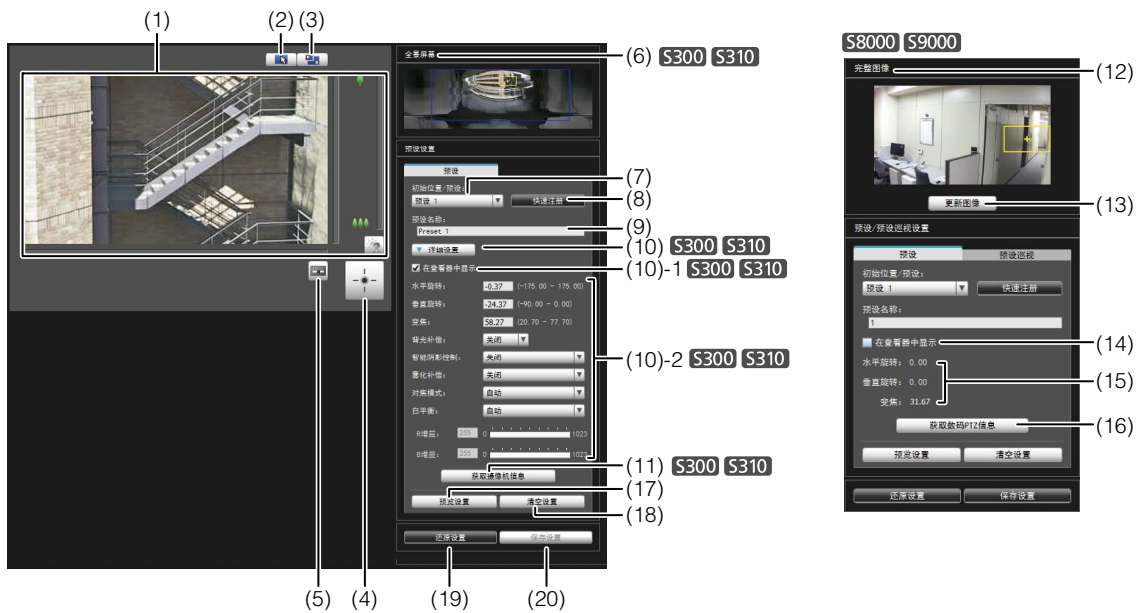 (1)
(2) (3)
全景屏幕
(6) S300 S310
预设设置
预设
初始位置/预设:
(7)
预设 1
快速注册
(8)
预设名称:
Preset 1
(9)
详细设置
(10) S300 S310
在查看器中显示
(10)-1 S300 S310
水平旋转:
-0.37 (-175.00 - 175.00)
垂直旋转:
-24.37 (-90.00 - 0.00)
变焦:
58.27 (20.70 - 77.70)
背光补偿: 关闭
智能阴影控制: 关闭
(10)-2 S300 S310
雾化补偿: 关闭
对焦模式: 自动
白平衡: 自动
R增益: 255 0 1023
B增益: 255 0 1023
获取摄像机信息
(11) S300 S310
预览设置
清空设置
(17)
(18)
还原设置
保存设置
(5) (4) (19) (20)
S8000 S9000
完整图像
(12)
更新图像
(13)
预设/预设巡视设置
预设
预设巡视
初始位置/预设:
预设 1
快速注册
预设名称:
1
在查看器中显示
(14)
水平旋转: 0.00
垂直旋转: 0.00
(15)
变焦: 31.67
获取数码PTZ信息
(16)
预览设置
清空设置
还原设置
保存设置